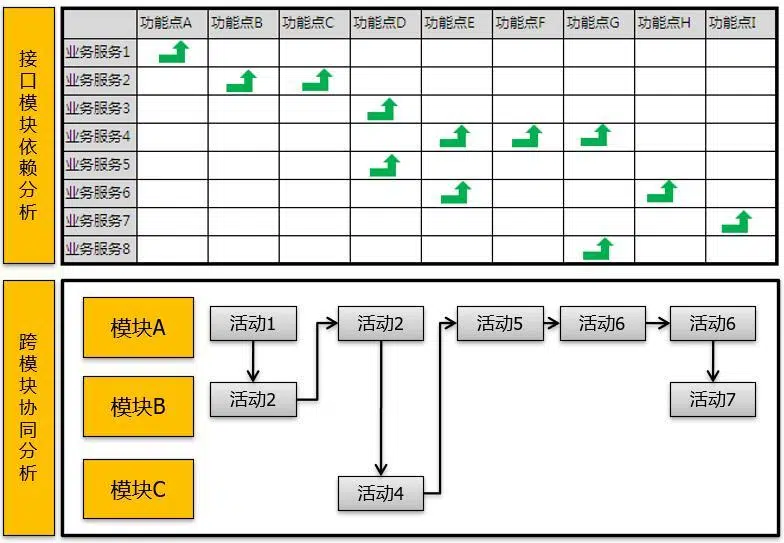 接口模块依赖分析
功能点A 功能点B 功能点C 功能点D 功能点E 功能点F 功能点G 功能点H 功能点I
业务服务1
业务服务2
业务服务3
业务服务4
业务服务5
业务服务6
业务服务7
业务服务8
跨模块协同分析
模块A 活动1 活动2 活动5 活动6 活动6
模块B 活动2 活动7
模块C 活动4